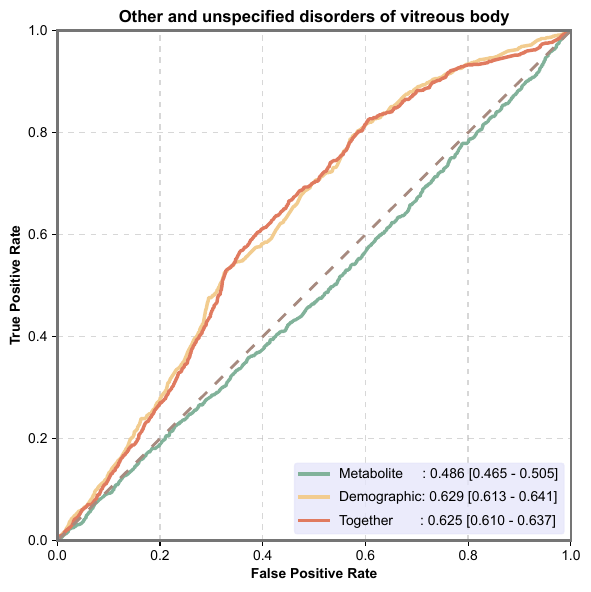 Other and unspecified disorders of vitreous body
True Positive Rate
1.0
0.8
0.6
0.4
0.2
0.0
Metabolite : 0.486 [0.465 - 0.505]
Demographic: 0.629 [0.613 - 0.641]
Together : 0.625 [0.610 - 0.637]
0.0 0.2 0.4 0.6 0.8 1.0
False Positive Rate